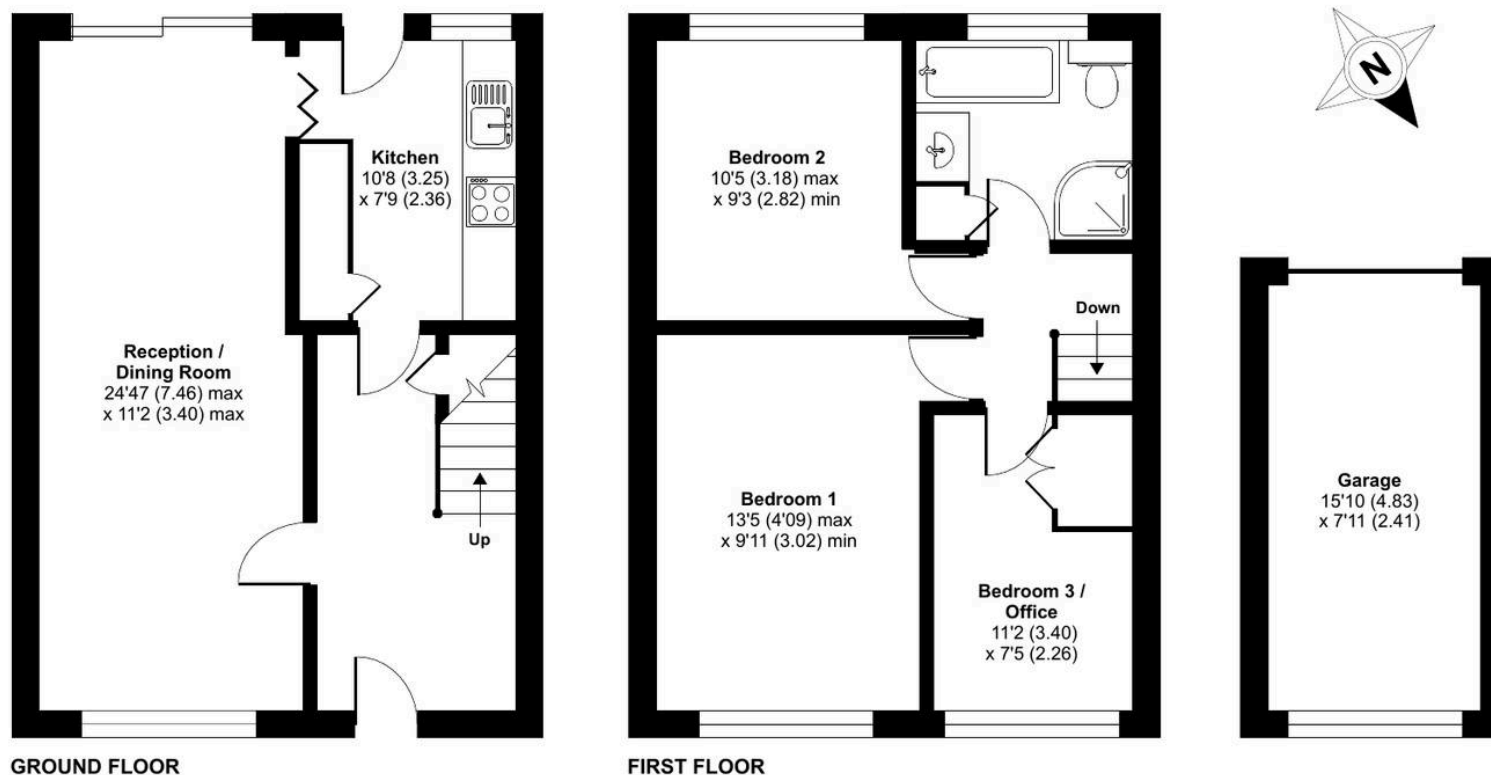 Kitchen
10'8 (3.25)
x 7'9 (2.36)
Reception /
Dining Room
24'47 (7.46) max
x 11'2 (3.40) max
Up
GROUND FLOOR
Bedroom 2
10'5 (3.18) max
x 9'3 (2.82) min
Down
Bedroom 1
13'5 (4'09) max
x 9'11 (3.02) min
Bedroom 3 /
Office
11'2 (3.40)
x 7'5 (2.26)
FIRST FLOOR
N
Garage
15'10 (4.83)
x 7'11 (2.41)